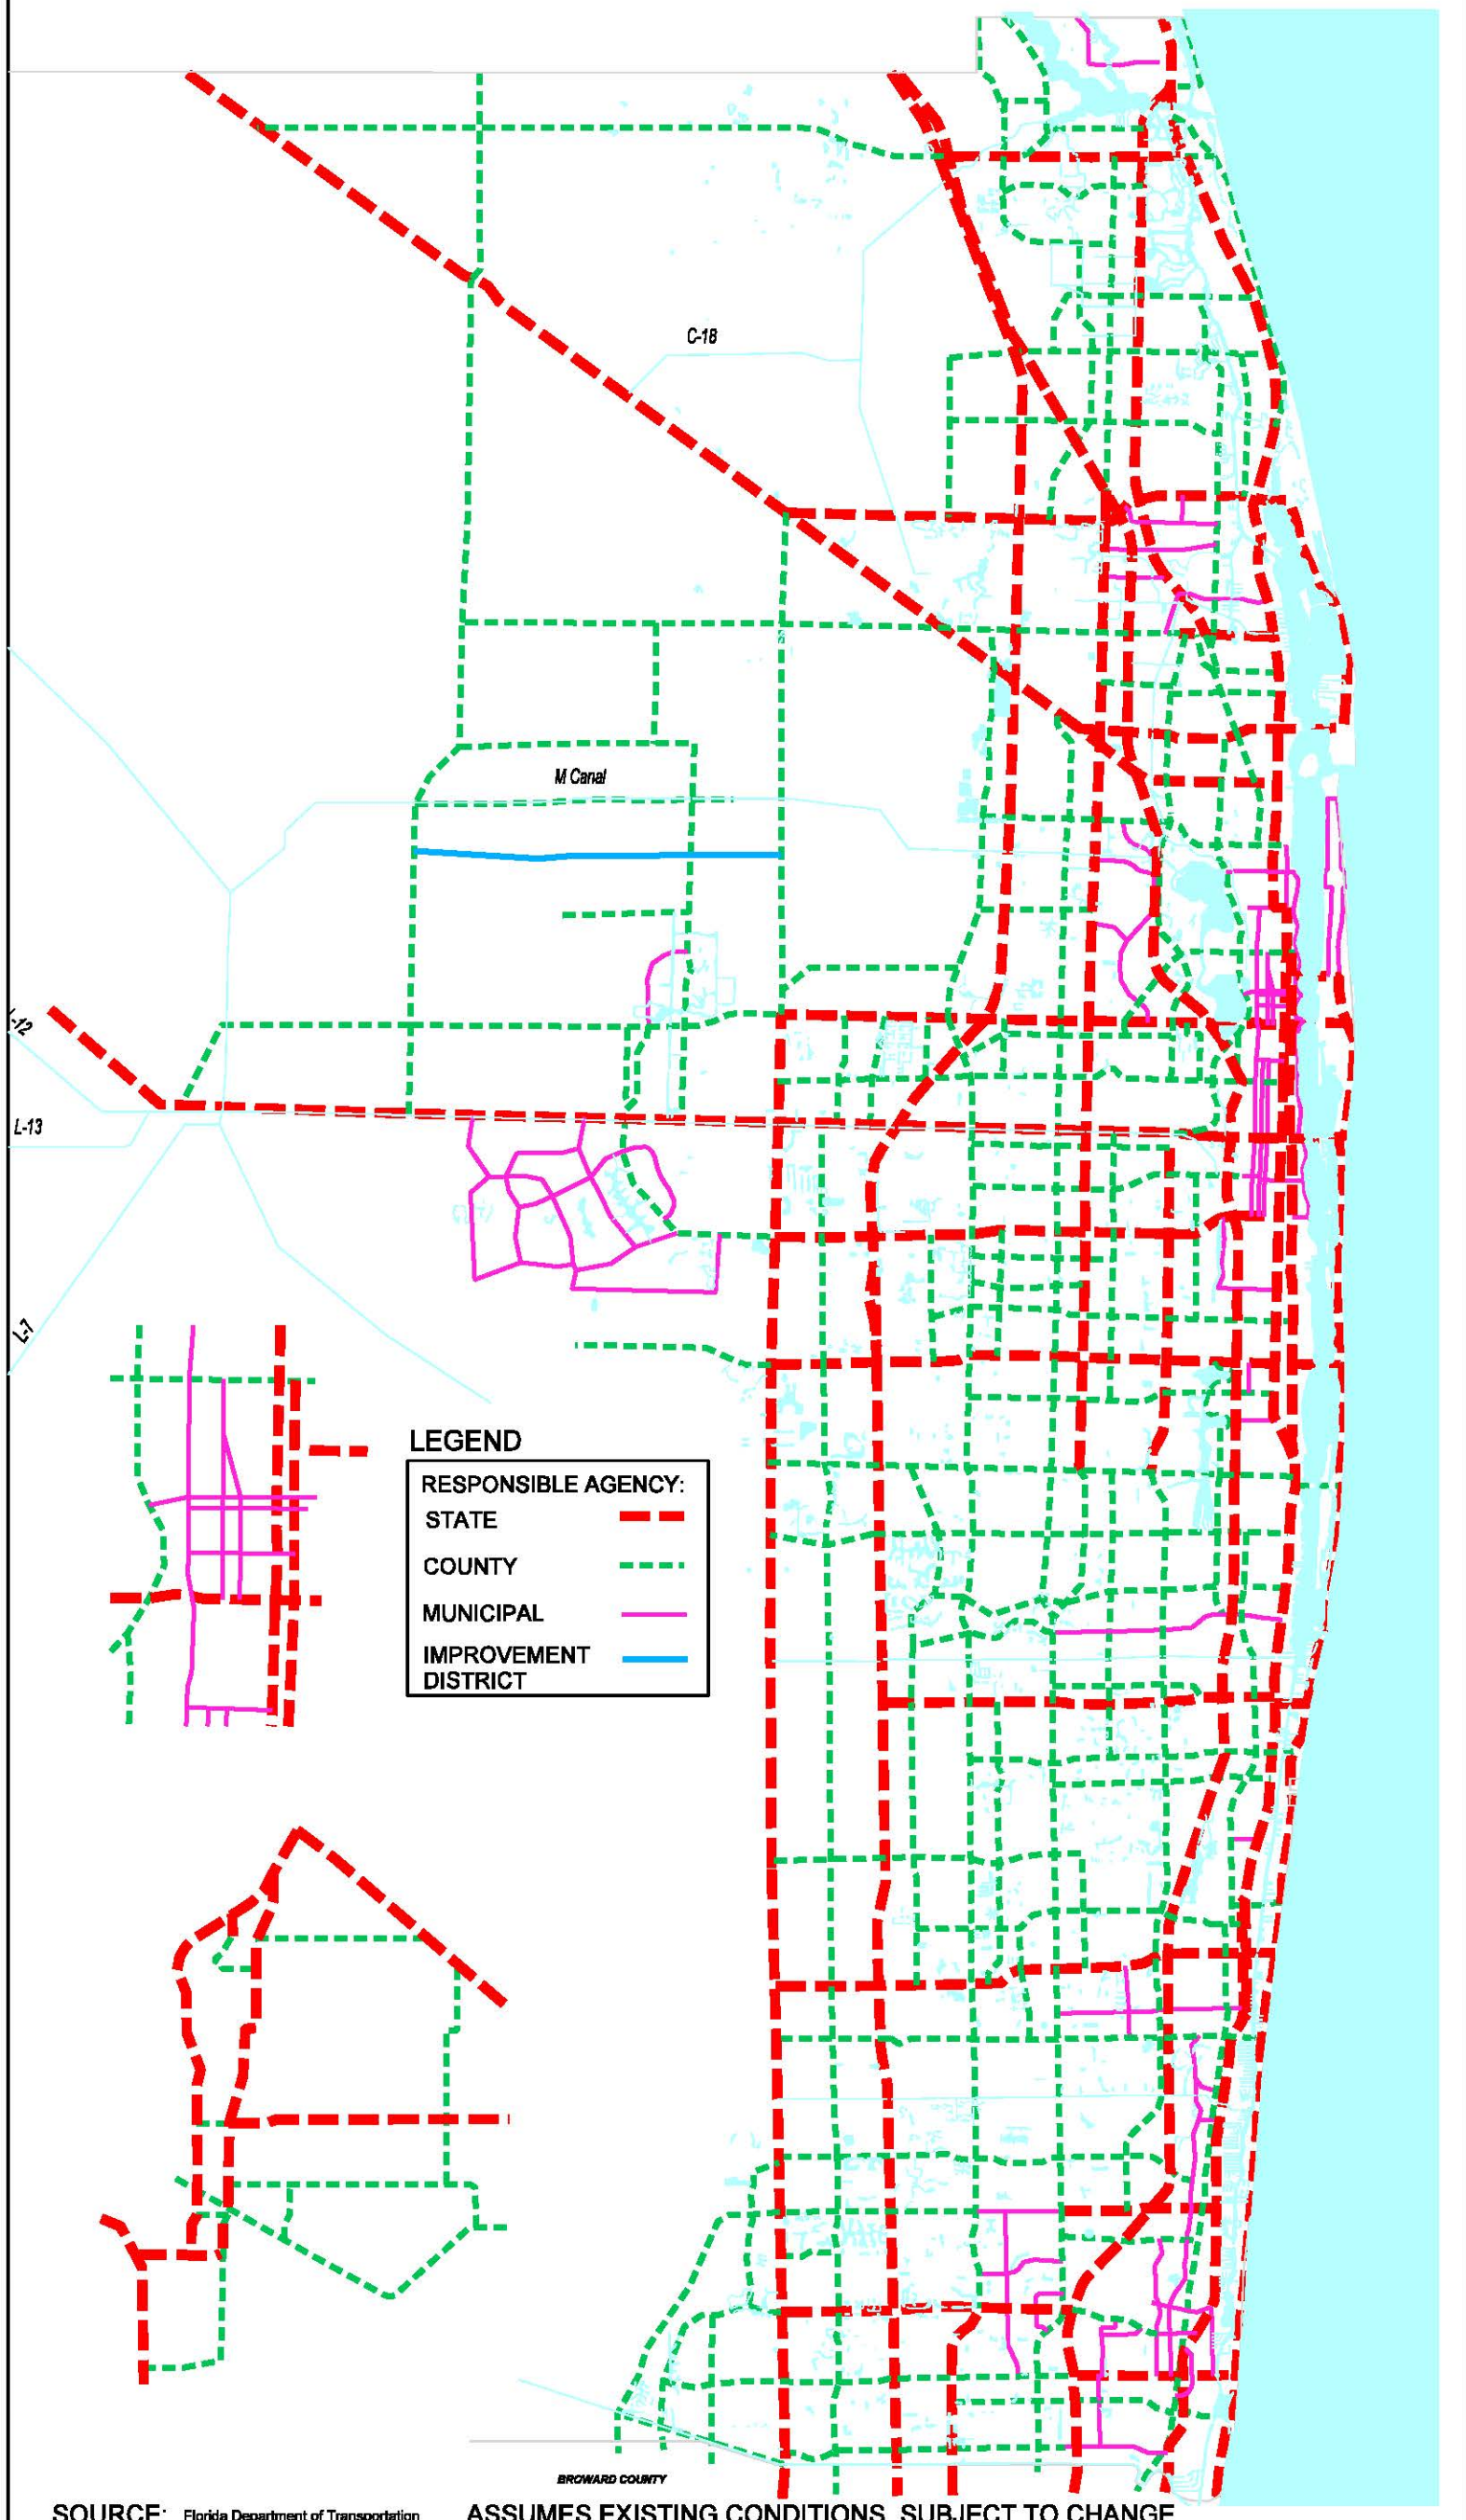 C-18
M Canal
L-12
L-13
L-7
LEGEND
RESPONSIBLE AGENCY:
STATE
COUNTY
MUNICIPAL
IMPROVEMENT
DISTRICT
BROWARD COUNTY
SOURCE: Florida Department of Transportation
ASSUMES EXISTING CONDITIONS, SUBJECT TO CHANGE